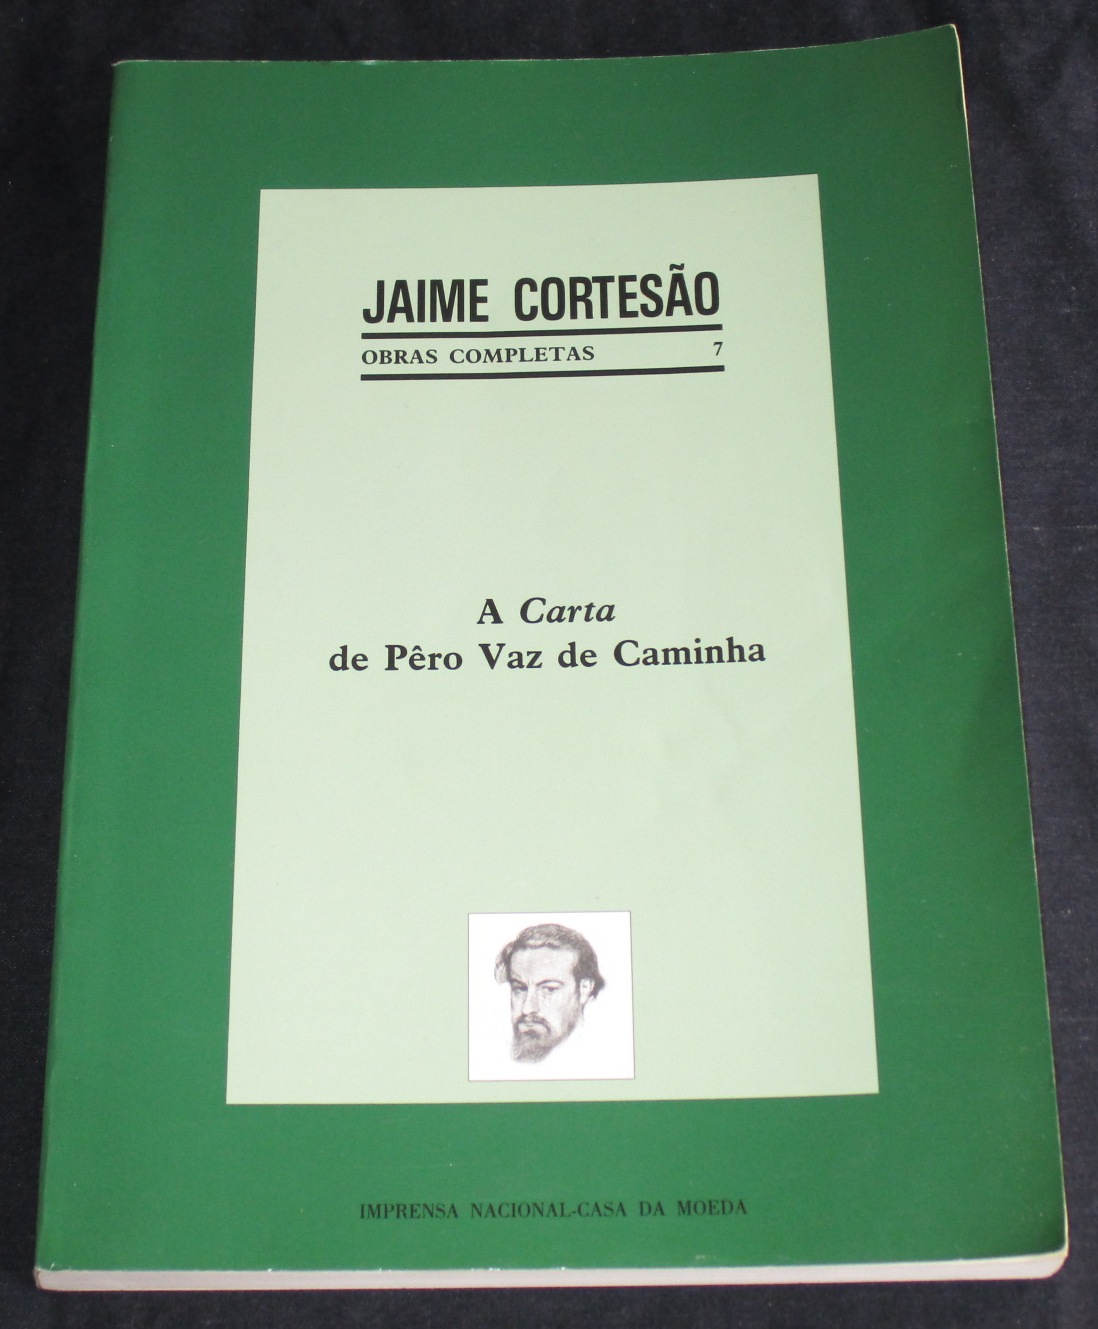 JAIME CORTESÃO
OBRAS COMPLETAS 7
A Carta
de Pêro Vaz de Caminha
IMPRENSA NACIONAL-CASA DA MOEDA